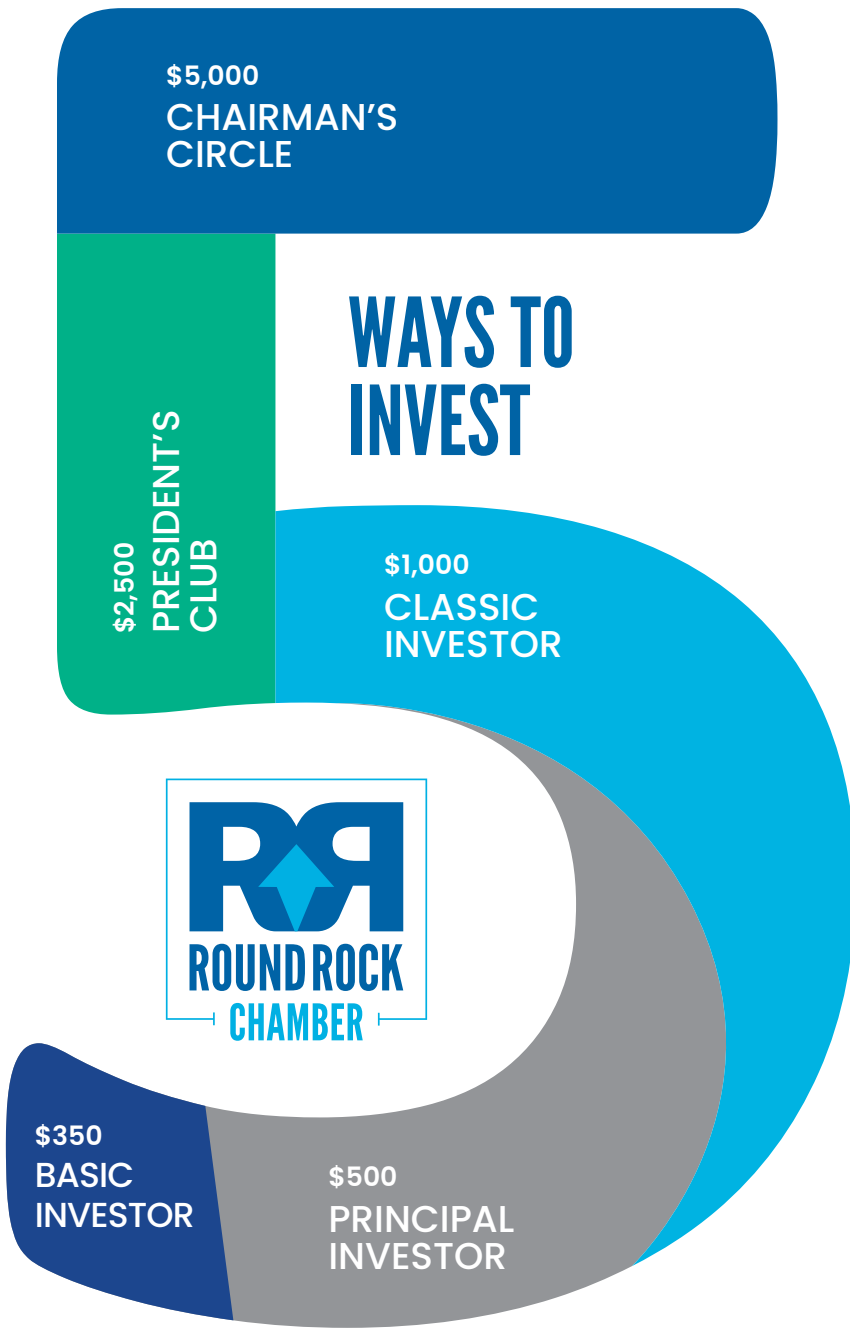 $5,000
CHAIRMAN'S
CIRCLE
WAYS TO
INVEST
$2,500
PRESIDENT'S
CLUB
$1,000
CLASSIC
INVESTOR
RR
ROUND ROCK
CHAMBER
$350
BASIC
INVESTOR
$500
PRINCIPAL
INVESTOR